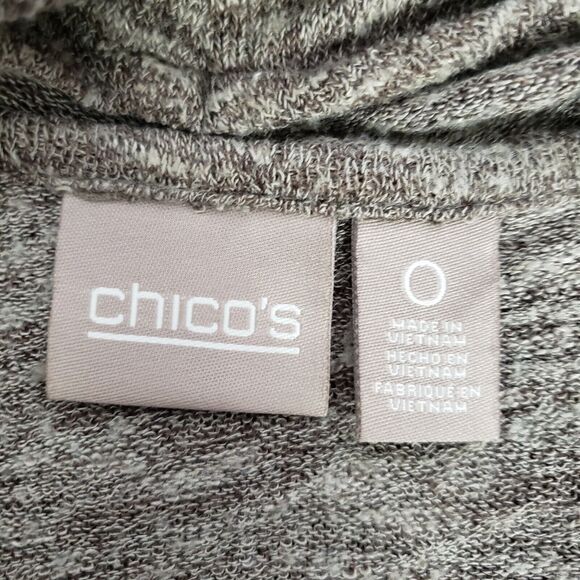 chico's
0
MADE IN
VIETNAM
HECHO EN
VIETNAM
FABRIQUÉ EN
VIETNAM